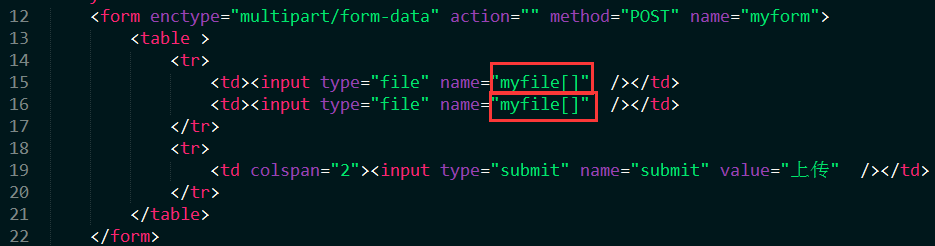 12 <form enctype="multipart/form-data" action="" method="POST" name="myform">
13 <table >
14 <tr>
15 <td><input type="file" name="myfile[]" /></td>
16 <td><input type="file" name="myfile[]" /></td>
17 </tr>
18 <tr>
19 <td colspan="2"><input type="submit" name="submit" value="上传" /></td>
20 </tr>
21 </table>
22 </form>